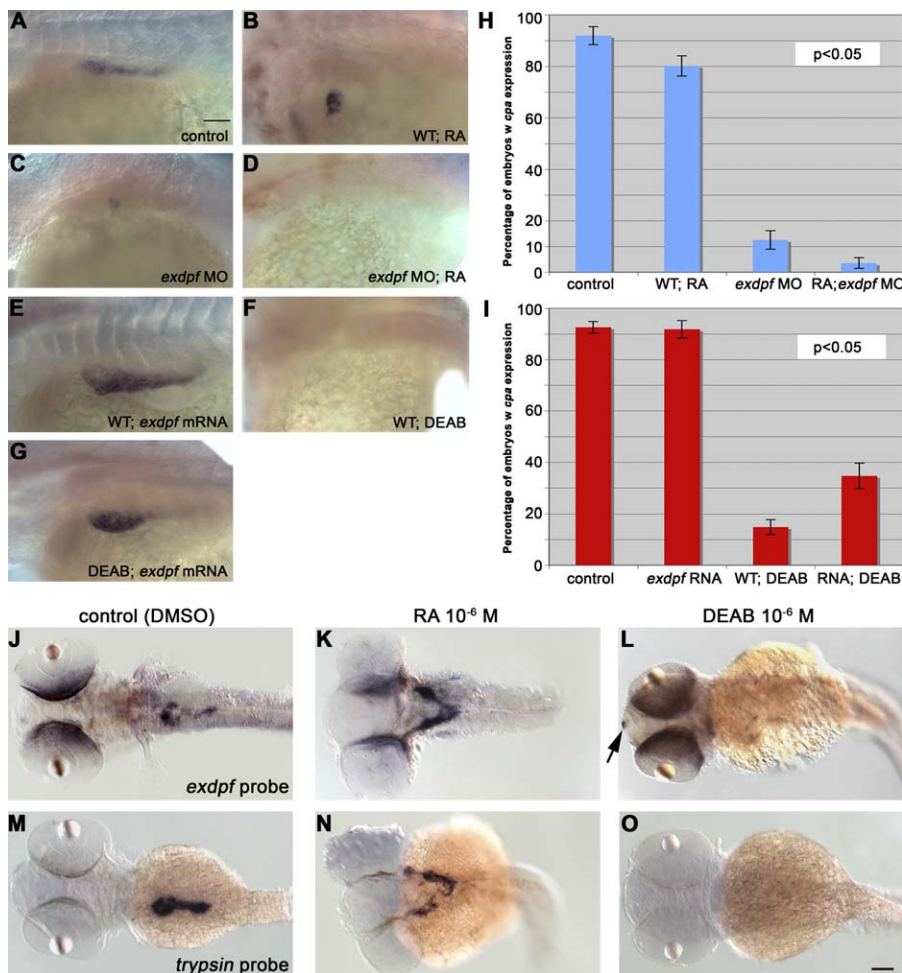 A
control
B
WT; RA
C
exdpf MO
D
exdpf MO; RA
E
WT; exdpf mRNA
F
WT; DEAB
G
DEAB; exdpf mRNA
H
Percentage of embryos w cpa expression
100
80
60
40
20
10
0
p<0.05
control
WT; RA
exdpf MO
RA;exdpf MO
I
Percentage of embryos w cpa expression
100
80
60
40
20
10
0
p<0.05
control
exdpf RNA
WT; DEAB
RNA; DEAB
control (DMSO)
RA 10⁻⁶ M
DEAB 10⁻⁶ M
J
exdpf probe
K
L
M
trypsin probe
N
O